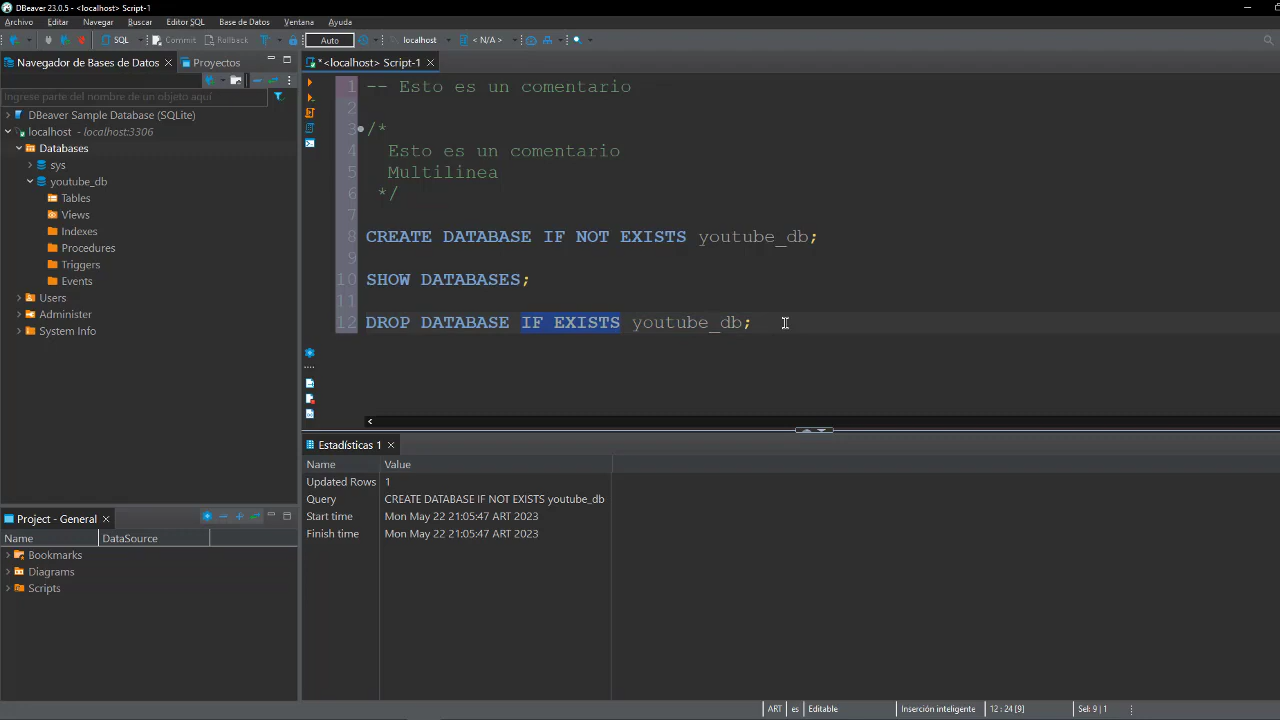 DBeaver 23.0.5 - <localhost> Script-1
Archivo Editar Navegar Buscar Editor SQL Base de Datos Ventana Ayuda
SQL Commit Rollback Auto localhost < N/A >
Navegador de Bases de Datos Proyectos
*<localhost> Script-1
Ingrese parte del nombre de un objeto aquí
DBeaver Sample Database (SQLite)
localhost - localhost:3306
Databases
sys
youtube_db
Tables
Views
Indexes
Procedures
Triggers
Events
Users
Administer
System Info
1 -- Esto es un comentario
2
3 /*
4 Esto es un comentario
5 Multilinea
6 */
7
8 CREATE DATABASE IF NOT EXISTS youtube_db;
9
10 SHOW DATABASES;
11
12 DROP DATABASE IF EXISTS youtube_db;
Project - General
Name DataSource
Bookmarks
Diagrams
Scripts
Estadísticas 1
Name Value
Updated Rows 1
Query CREATE DATABASE IF NOT EXISTS youtube_db
Start time Mon May 22 21:05:47 ART 2023
Finish time Mon May 22 21:05:47 ART 2023
ART es Editable Inserción inteligente 12 : 24 [9] Sel: 9 | 1